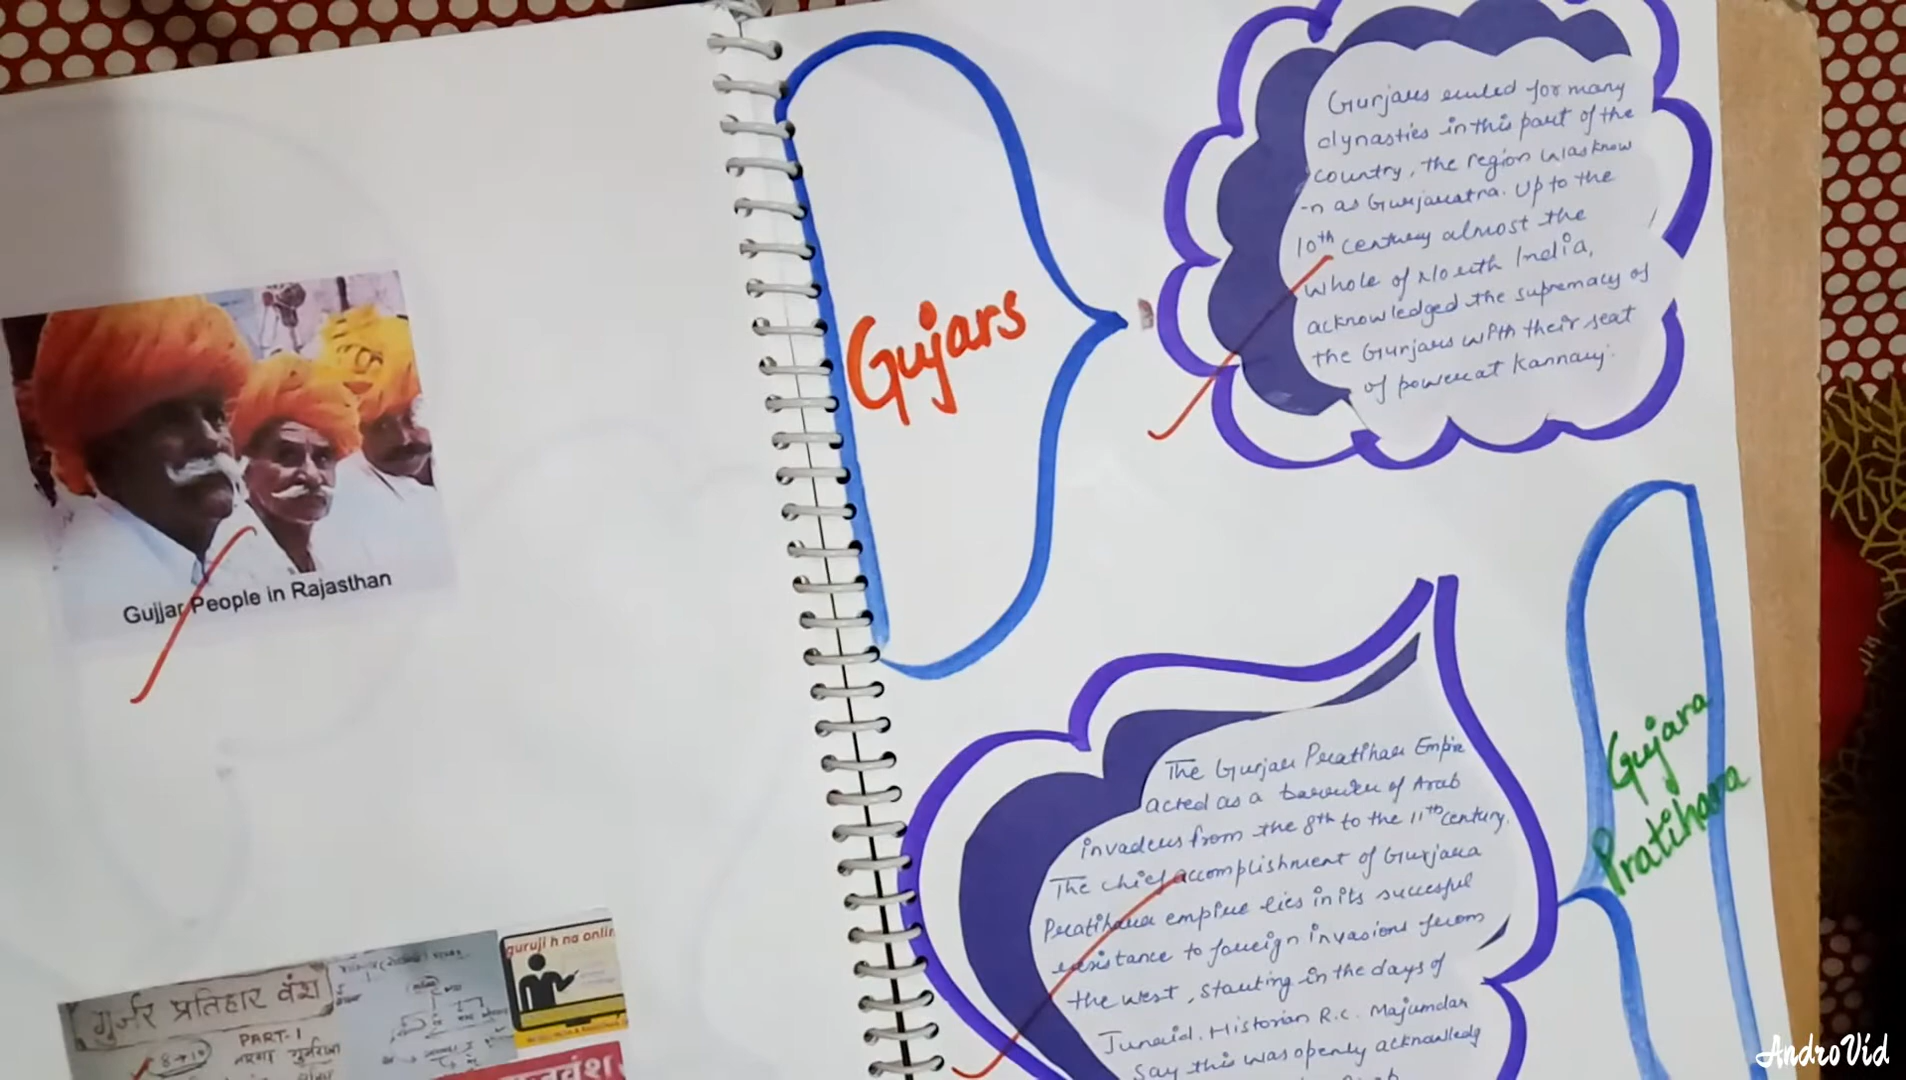 Gujjar People in Rajasthan
guruji h na onlin
गुर्जर प्रतिहार वंश
PART-1
Gujars
Gurjars ruled for many
dynasties in this part of the
country, the region was know
-n as Gurjaratra. Up to the
10th century almost the
whole of North India,
acknowledged the supremacy of
the Gurjars with their seat
of power at Kannauj.
The Gurjar Pratihar Empire
acted as a barrier of Arab
invaders from the 8th to the 11th century.
The chief accomplishment of Gurjara
Pratihara empire lies in its succesful
resistance to foreign invasions from
the west, starting in the days of
Junaid. Historian R.C. Majumdar
Say this was openly acknowledg
Gujara
Pratihara
AndroVid